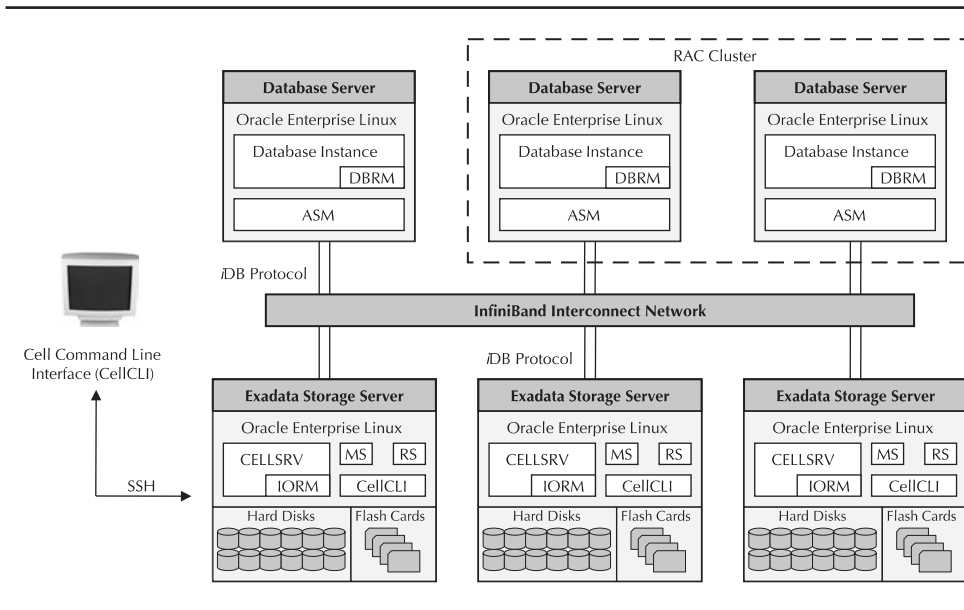 RAC Cluster
Database Server
Oracle Enterprise Linux
Database Instance
DBRM
ASM
Database Server
Oracle Enterprise Linux
Database Instance
DBRM
ASM
Database Server
Oracle Enterprise Linux
Database Instance
DBRM
ASM
iDB Protocol
InfiniBand Interconnect Network
iDB Protocol
Cell Command Line
Interface (CellCLI)
SSH
Exadata Storage Server
Oracle Enterprise Linux
CELLSRV
MS
RS
IORM
CellCLI
Hard Disks
Flash Cards
Exadata Storage Server
Oracle Enterprise Linux
CELLSRV
MS
RS
IORM
CellCLI
Hard Disks
Flash Cards
Exadata Storage Server
Oracle Enterprise Linux
CELLSRV
MS
RS
IORM
CellCLI
Hard Disks
Flash Cards